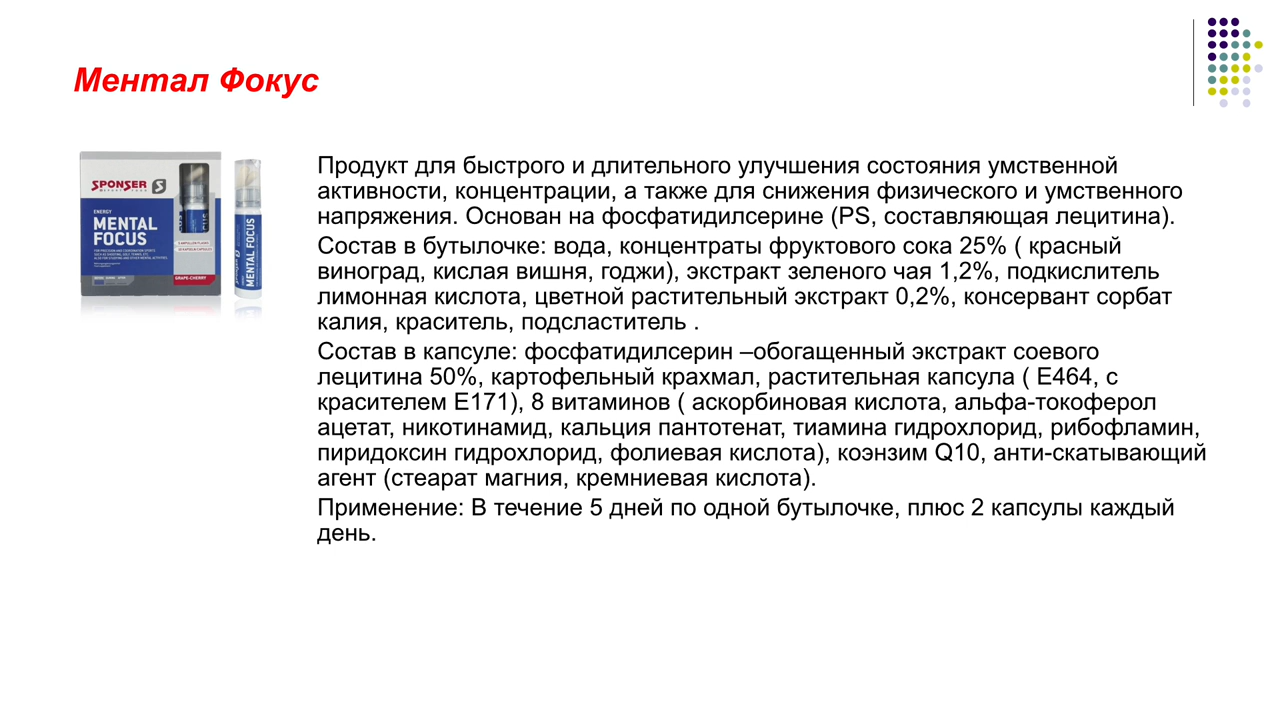 Ментал Фокус
SPONSER
ENERGY
MENTAL
FOCUS
GRAPE-CHERRY
MENTAL FOCUS
Продукт для быстрого и длительного улучшения состояния умственной
активности, концентрации, а также для снижения физического и умственного
напряжения. Основан на фосфатидилсерине (PS, составляющая лецитина).
Состав в бутылочке: вода, концентраты фруктового сока 25% ( красный
виноград, кислая вишня, годжи), экстракт зеленого чая 1,2%, подкислитель
лимонная кислота, цветной растительный экстракт 0,2%, консервант сорбат
калия, краситель, подсластитель .
Состав в капсуле: фосфатидилсерин –обогащенный экстракт соевого
лецитина 50%, картофельный крахмал, растительная капсула ( Е464, с
красителем Е171), 8 витаминов ( аскорбиновая кислота, альфа-токоферол
ацетат, никотинамид, кальция пантотенат, тиамина гидрохлорид, рибофламин,
пиридоксин гидрохлорид, фолиевая кислота), коэнзим Q10, анти-скатывающий
агент (стеарат магния, кремниевая кислота).
Применение: В течение 5 дней по одной бутылочке, плюс 2 капсулы каждый
день.